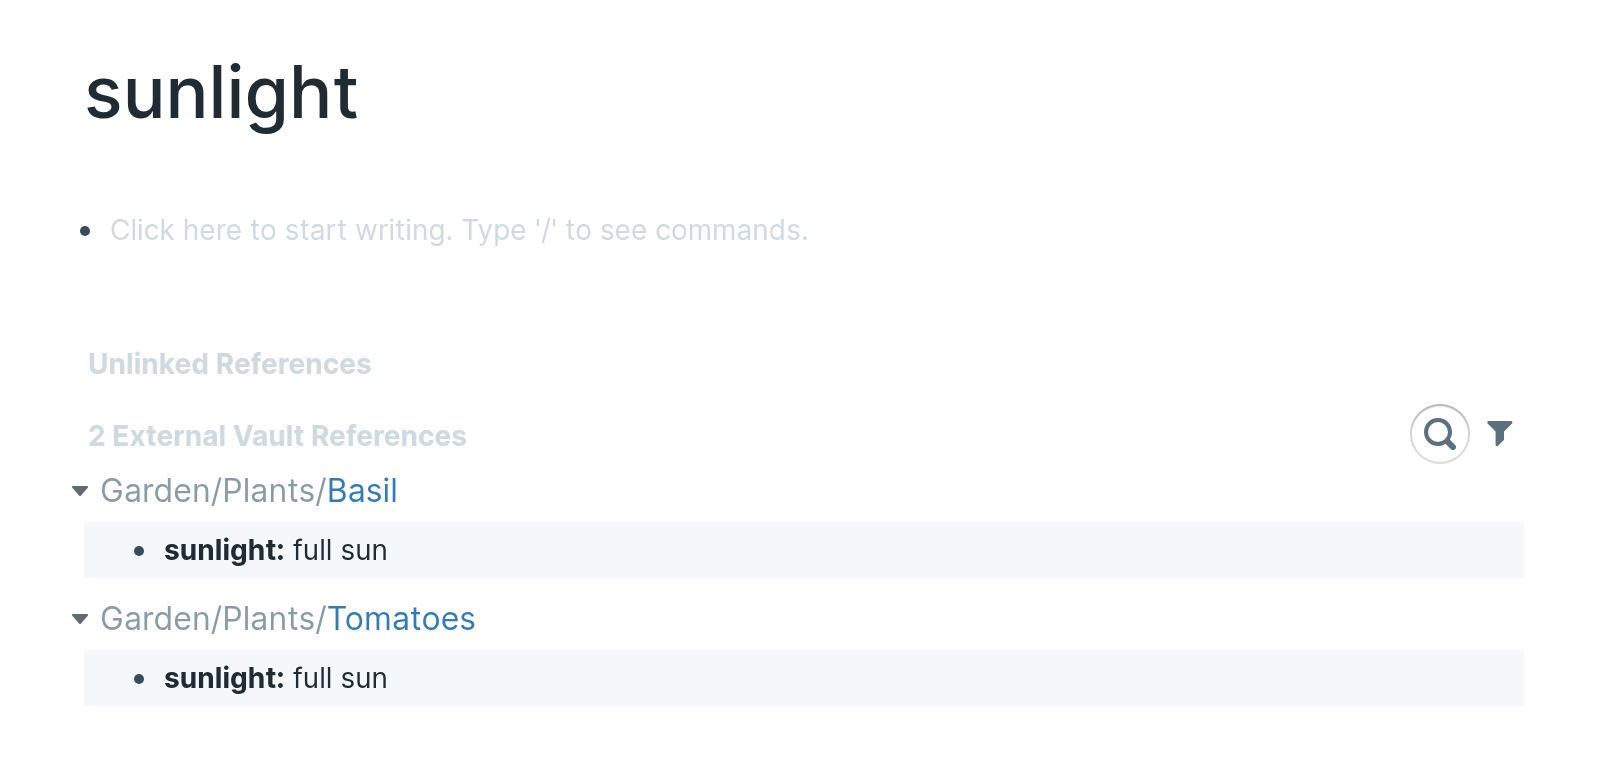 sunlight
Click here to start writing. Type '/' to see commands.
Unlinked References
2 External Vault References
Garden/Plants/Basil
sunlight: full sun
Garden/Plants/Tomatoes
sunlight: full sun